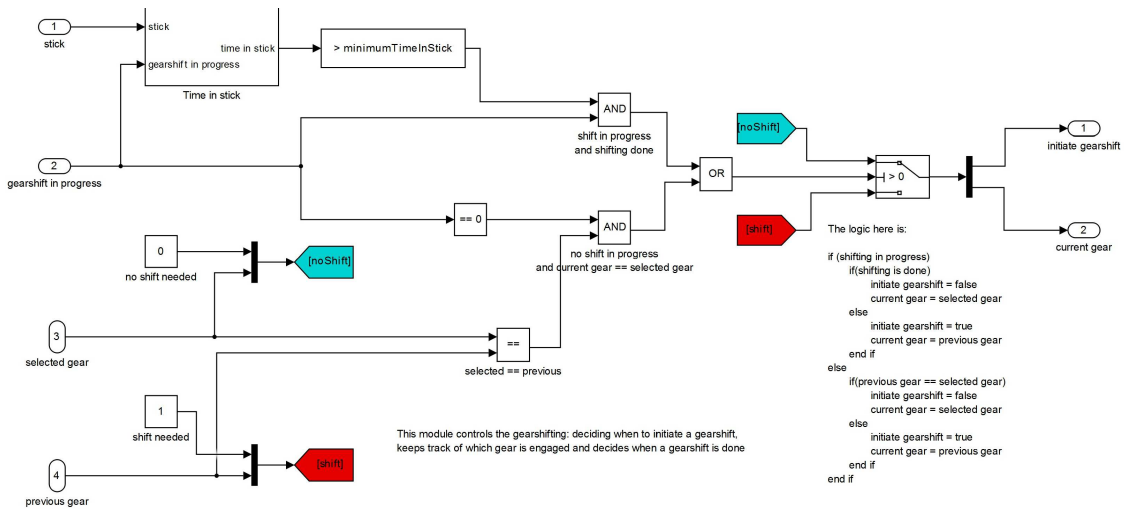 1
stick
stick
gearshift in progress
time in stick
Time in stick
> minimumTimeInStick
2
gearshift in progress
AND
shift in progress
and shifting done
== 0
AND
no shift in progress
and current gear == selected gear
OR
[noShift]
> 0
[shift]
1
initiate gearshift
2
current gear
0
no shift needed
[noShift]
3
selected gear
==
selected == previous
1
shift needed
[shift]
4
previous gear
This module controls the gearshifting: deciding when to initiate a gearshift,
keeps track of which gear is engaged and decides when a gearshift is done
The logic here is:
if (shifting in progress)
if(shifting is done)
initiate gearshift = false
current gear = selected gear
else
initiate gearshift = true
current gear = previous gear
end if
else
if(previous gear == selected gear)
initiate gearshift = false
current gear = selected gear
else
initiate gearshift = true
current gear = previous gear
end if
end if